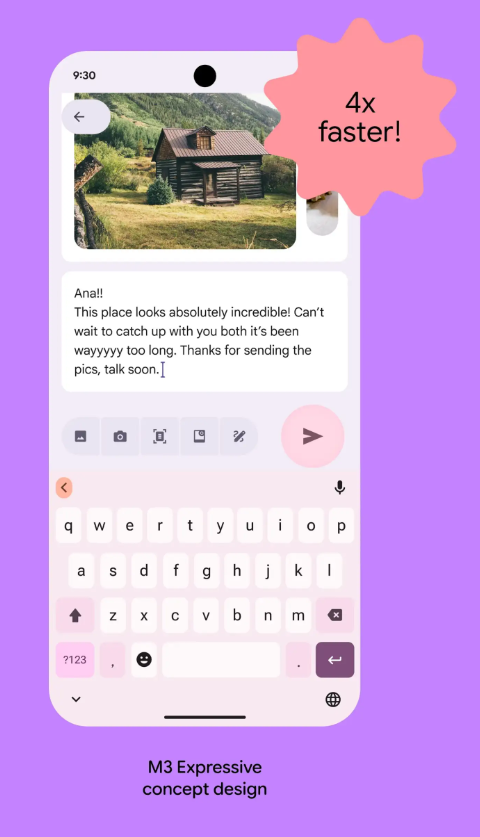 9:30
4x
faster!
Ana!!
This place looks absolutely incredible! Can’t
wait to catch up with you both it’s been
wayyyyy too long. Thanks for sending the
pics, talk soon.
q w e r t y u i o p
a s d f g h j k l
z x c v b n m
?123 , .
M3 Expressive
concept design